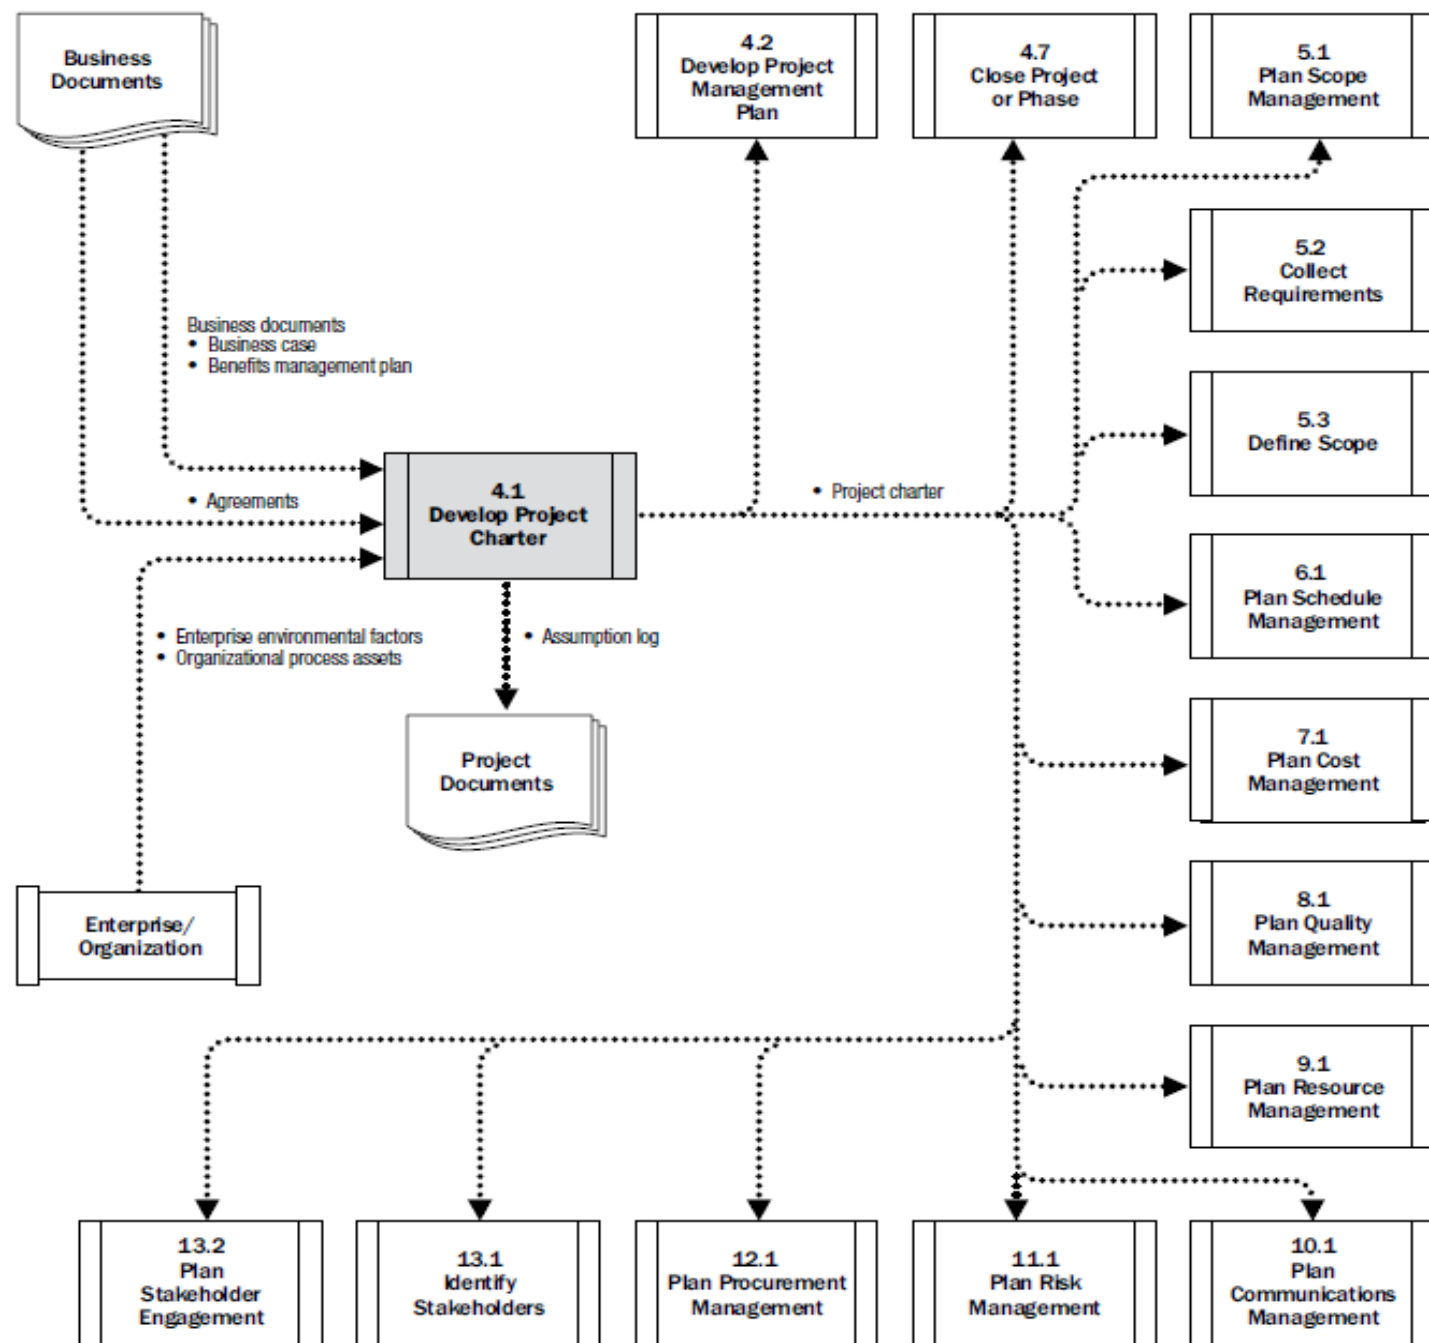 Business
Documents
4.2
Develop Project
Management
Plan
4.7
Close Project
or Phase
5.1
Plan Scope
Management
5.2
Collect
Requirements
Business documents
• Business case
• Benefits management plan
5.3
Define Scope
• Agreements
4.1
Develop Project
Charter
• Project charter
6.1
Plan Schedule
Management
• Enterprise environmental factors
• Organizational process assets
• Assumption log
Project
Documents
7.1
Plan Cost
Management
Enterprise/
Organization
8.1
Plan Quality
Management
9.1
Plan Resource
Management
13.2
Plan
Stakeholder
Engagement
13.1
Identify
Stakeholders
12.1
Plan Procurement
Management
11.1
Plan Risk
Management
10.1
Plan
Communications
Management